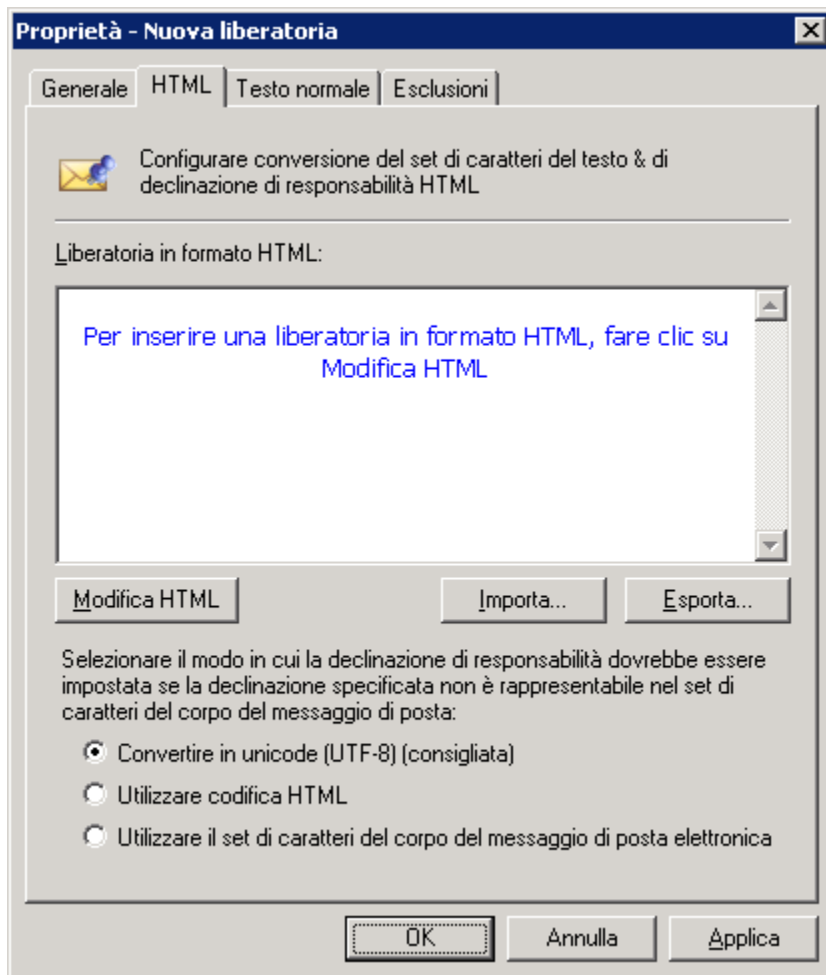 Proprietà - Nuova liberatoria
Generale HTML Testo normale Esclusioni
Configurare conversione del set di caratteri del testo & di
declinazione di responsabilità HTML
Liberatoria in formato HTML:
Per inserire una liberatoria in formato HTML, fare clic su
Modifica HTML
Modifica HTML Importa... Esporta...
Selezionare il modo in cui la declinazione di responsabilità dovrebbe essere
impostata se la declinazione specificata non è rappresentabile nel set di
caratteri del corpo del messaggio di posta:
Convertire in unicode (UTF-8) (consigliata)
Utilizzare codifica HTML
Utilizzare il set di caratteri del corpo del messaggio di posta elettronica
OK Annulla Applica